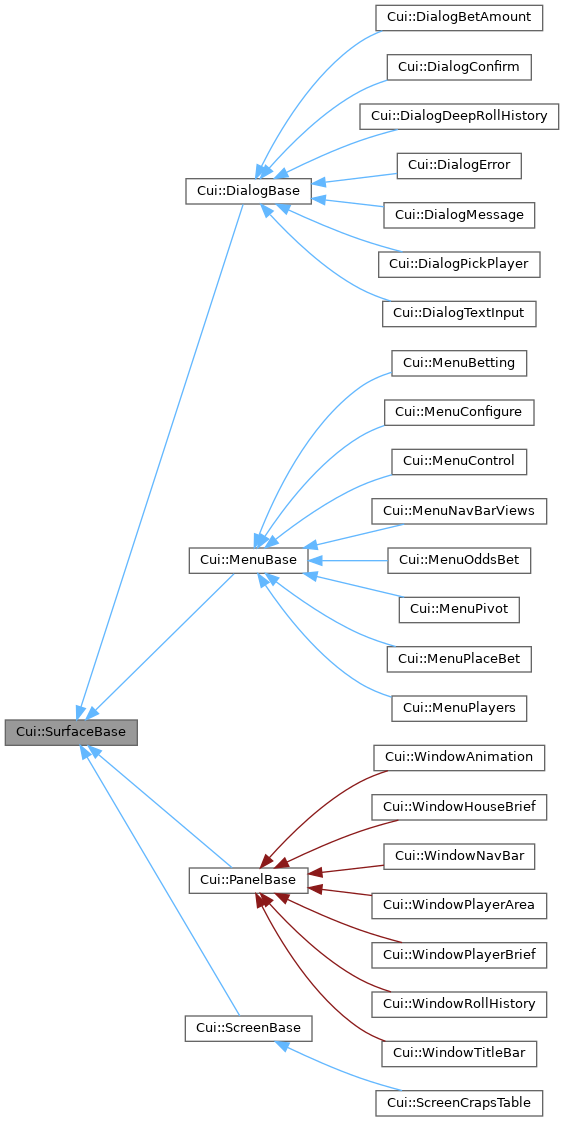 Cui::DialogBetAmount
Cui::DialogConfirm
Cui::DialogDeepRollHistory
Cui::DialogError
Cui::DialogBase
Cui::DialogMessage
Cui::DialogPickPlayer
Cui::DialogTextInput
Cui::MenuBetting
Cui::MenuConfigure
Cui::MenuControl
Cui::MenuNavBarViews
Cui::MenuBase
Cui::MenuOddsBet
Cui::MenuPivot
Cui::MenuPlaceBet
Cui::MenuPlayers
Cui::SurfaceBase
Cui::WindowAnimation
Cui::WindowHouseBrief
Cui::WindowNavBar
Cui::PanelBase
Cui::WindowPlayerArea
Cui::WindowPlayerBrief
Cui::WindowRollHistory
Cui::ScreenBase
Cui::WindowTitleBar
Cui::ScreenCrapsTable